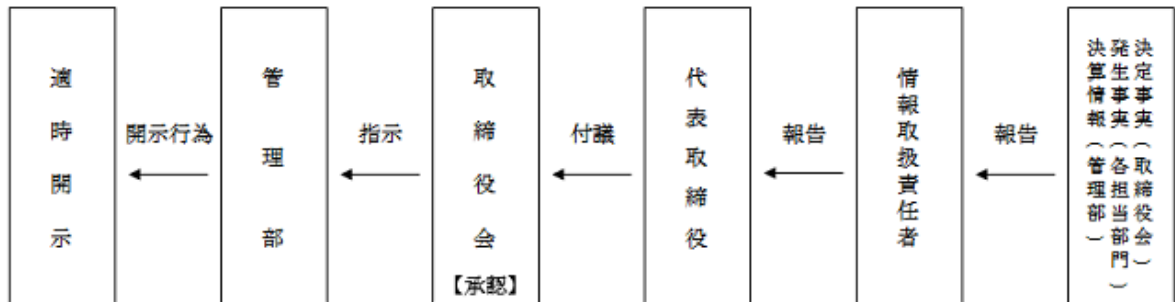 決定事実(取締役会)
発生事実(各担当部門)
決算情報(管理部)
報告
情報取扱責任者
報告
代表取締役
付議
取締役会
【承認】
指示
管理部
開示行為
適時開示